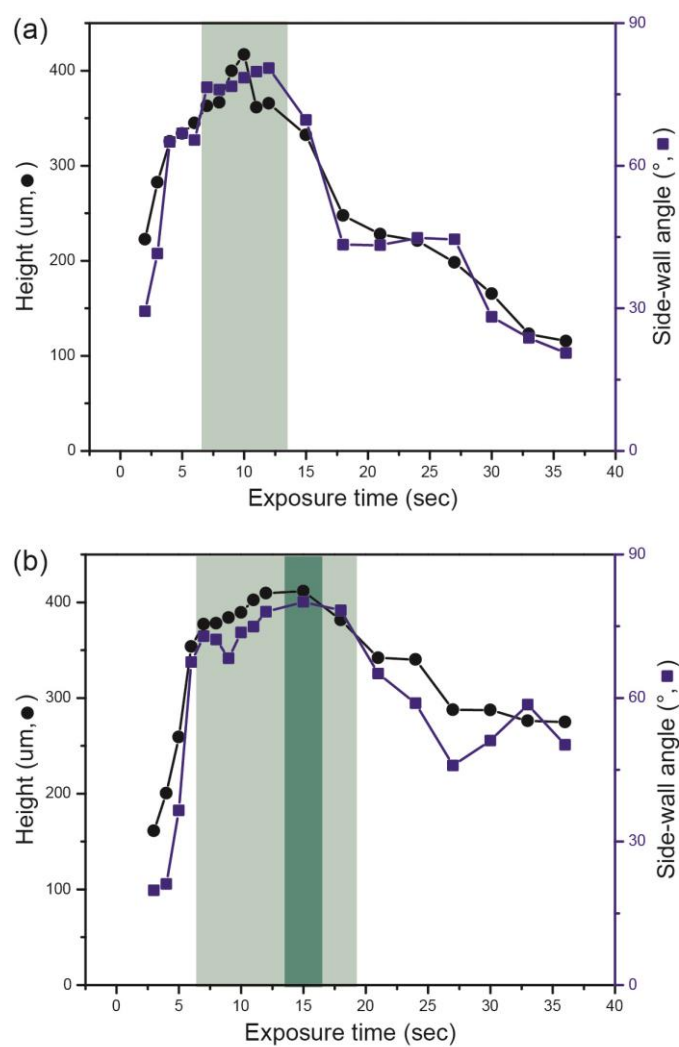 (a)
400
300
200
100
0
Height (um,●)
90
60
30
0
Side-wall angle (°,■)
0 5 10 15 20 25 30 35 40
Exposure time (sec)
(b)
400
300
200
100
0
Height (um,●)
90
60
30
0
Side-wall angle (°,■)
0 5 10 15 20 25 30 35 40
Exposure time (sec)